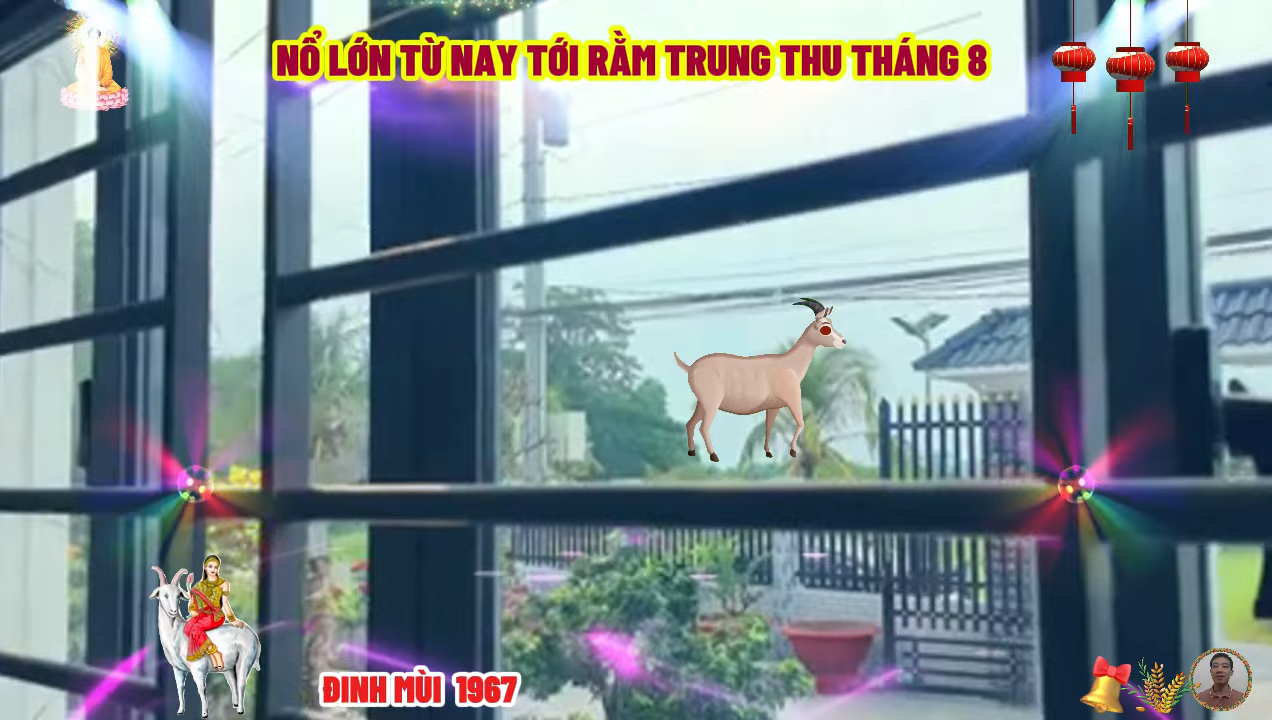 NỔ LỚN TỪ NAY TỚI RẰM TRUNG THU THÁNG 8
ĐINH MÙI 1967